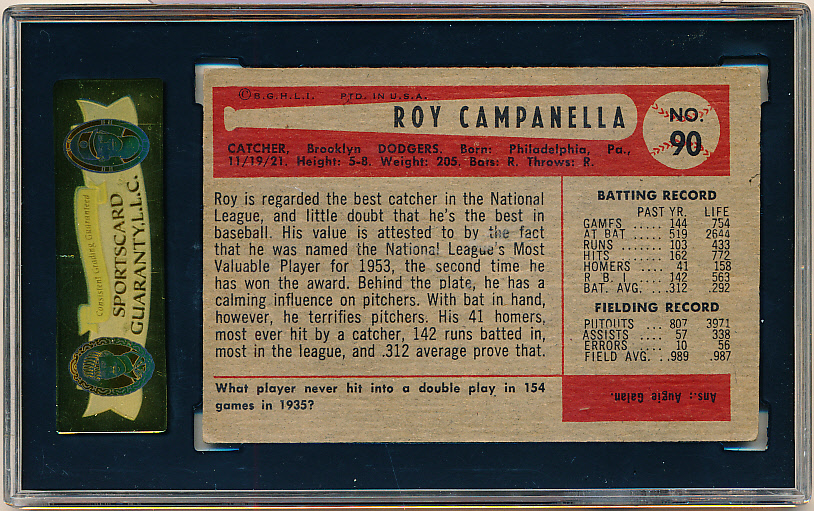 Consistent Grading. Guaranteed.
SPORTSCARD
GUARANTY,L.L.C.
©B.G.H.L.I. PTD. IN U.S.A.
ROY CAMPANELLA
NO.
90
CATCHER, Brooklyn DODGERS. Born: Philadelphia, Pa.,
11/19/21. Height: 5-8. Weight: 205. Bats: R. Throws: R.
Roy is regarded the best catcher in the National
League, and little doubt that he's the best in
baseball. His value is attested to by the fact
that he was named the National League's Most
Valuable Player for 1953, the second time he
has won the award. Behind the plate, he has a
calming influence on pitchers. With bat in hand,
however, he terrifies pitchers. His 41 homers,
most ever hit by a catcher, 142 runs batted in,
most in the league, and .312 average prove that.
What player never hit into a double play in 154
games in 1935?
BATTING RECORD
PAST YR. LIFE
GAMES ... 144 754
AT BAT ... 519 2644
RUNS .... 103 433
HITS .... 162 772
HOMERS .... 41 158
R. B. I. ... 142 563
BAT. AVG. ..312 .292
FIELDING RECORD
PUTOUTS ... 807 3971
ASSISTS .... 57 338
ERRORS .... 10 56
FIELD AVG. ..989 .987
Ans.: Augie Galan.